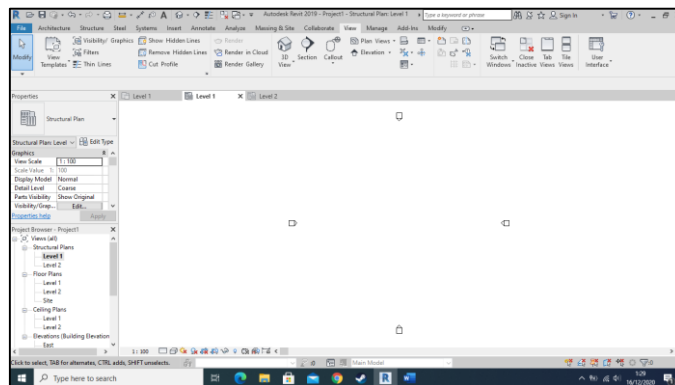 Autodesk Revit 2019 - Project1 - Structural Plan: Level 1
Type a keyword or phrase
Sign In
File Architecture Structure Steel Systems Insert Annotate Analyze Massing & Site Collaborate View Manage Add-Ins Modify
Modify
View Templates
Visibility/ Graphics
Filters
Thin Lines
Show Hidden Lines
Remove Hidden Lines
Cut Profile
Render
Render in Cloud
Render Gallery
3D View
Section
Callout
Plan Views
Elevation
Switch Windows
Close Inactive
Tab Views
Tile Views
User Interface
Properties
Level 1
Level 1
Level 2
Structural Plan
Structural Plan: Level
Edit Type
Graphics
View Scale 1 : 100
Scale Value 1: 100
Display Model Normal
Detail Level Coarse
Parts Visibility Show Original
Visibility/Grap... Edit...
Properties help
Apply
Project Browser - Project1
Views (all)
Structural Plans
Level 1
Level 2
Floor Plans
Level 1
Level 2
Site
Ceiling Plans
Level 1
Level 2
Elevations (Building Elevation
East
1 : 100
Click to select, TAB for alternates, CTRL adds, SHIFT unselects.
Main Model
Type here to search
1:29
16/12/2020